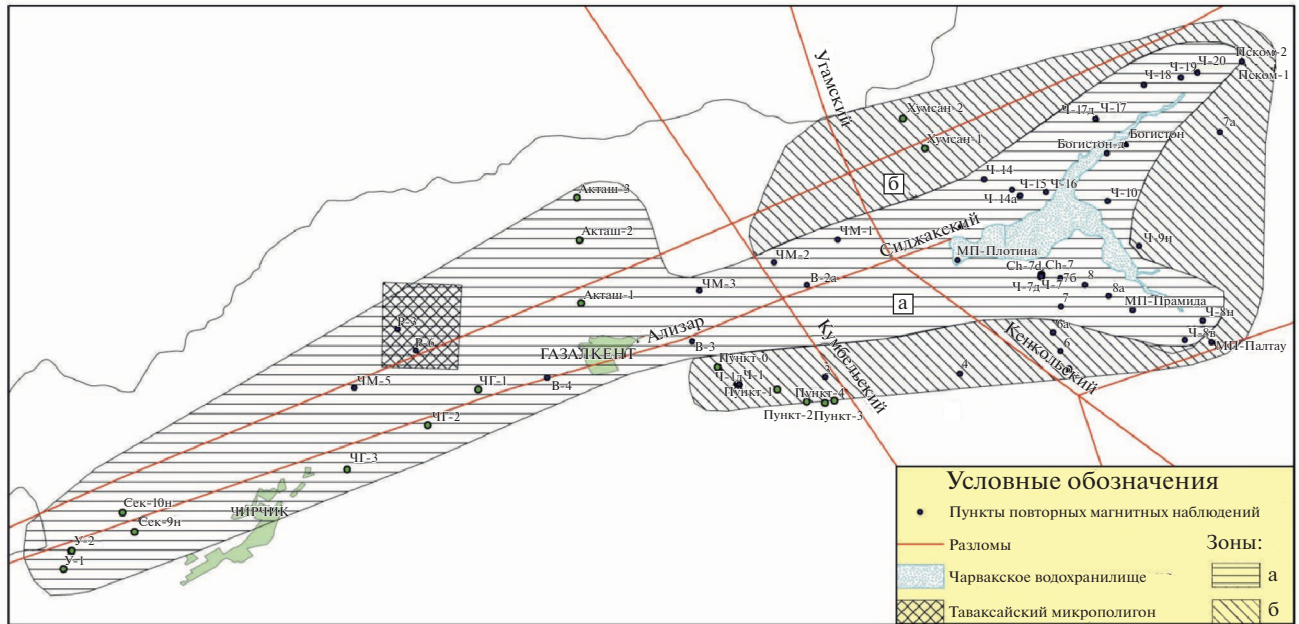 Пском-2
Ч-20
Ч-19
Ч-18
Пском-1
Угамский
Хумсан-2
Ч-17д
Ч-17
7а
Богистон
Хумсан-1
Богистон-д
Ч-14
б
Акташ-3
Ч-15
Ч-16
Ч-14а
Ч-10
Акташ-2
ЧМ-1
Сиджакский
Ч-9н
МП-Плотина
ЧМ-2
Ch-7d
Ch-7
В-2а
7б
8
ЧМ-3
Ч-7д
Ч-7
8а
Акташ-1
а
7
МП-Прамида
Ч-8н
Р-3
Ализар
Кумбельский
Кенкольский
6а
Ч-8в
В-3
МП-Палтау
Р-6
ГАЗАЛКЕНТ
6
Пункт-0
4
ЧМ-5
ЧГ-1
В-4
Ч-1д
Ч-1
Пункт-1
Пункт-4
Пункт-2
Пункт-3
ЧГ-2
ЧГ-3
Сек-10н
ЧИРЧИК
Сек-9н
У-2
У-1
Условные обозначения
Пункты повторных магнитных наблюдений
Разломы
Зоны:
Чарвакское водохранилище
а
Таваксайский микрополигон
б